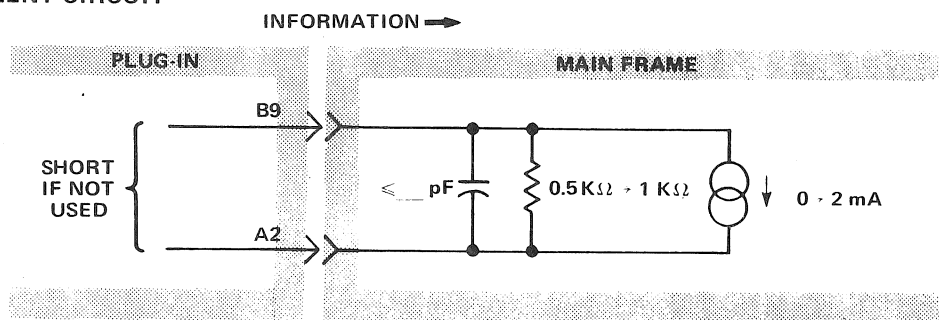 INFORMATION
PLUG-IN
MAIN FRAME
B9
SHORT
IF NOT
USED
≤ __ pF
0.5 KΩ → 1 KΩ
0 → 2 mA
A2